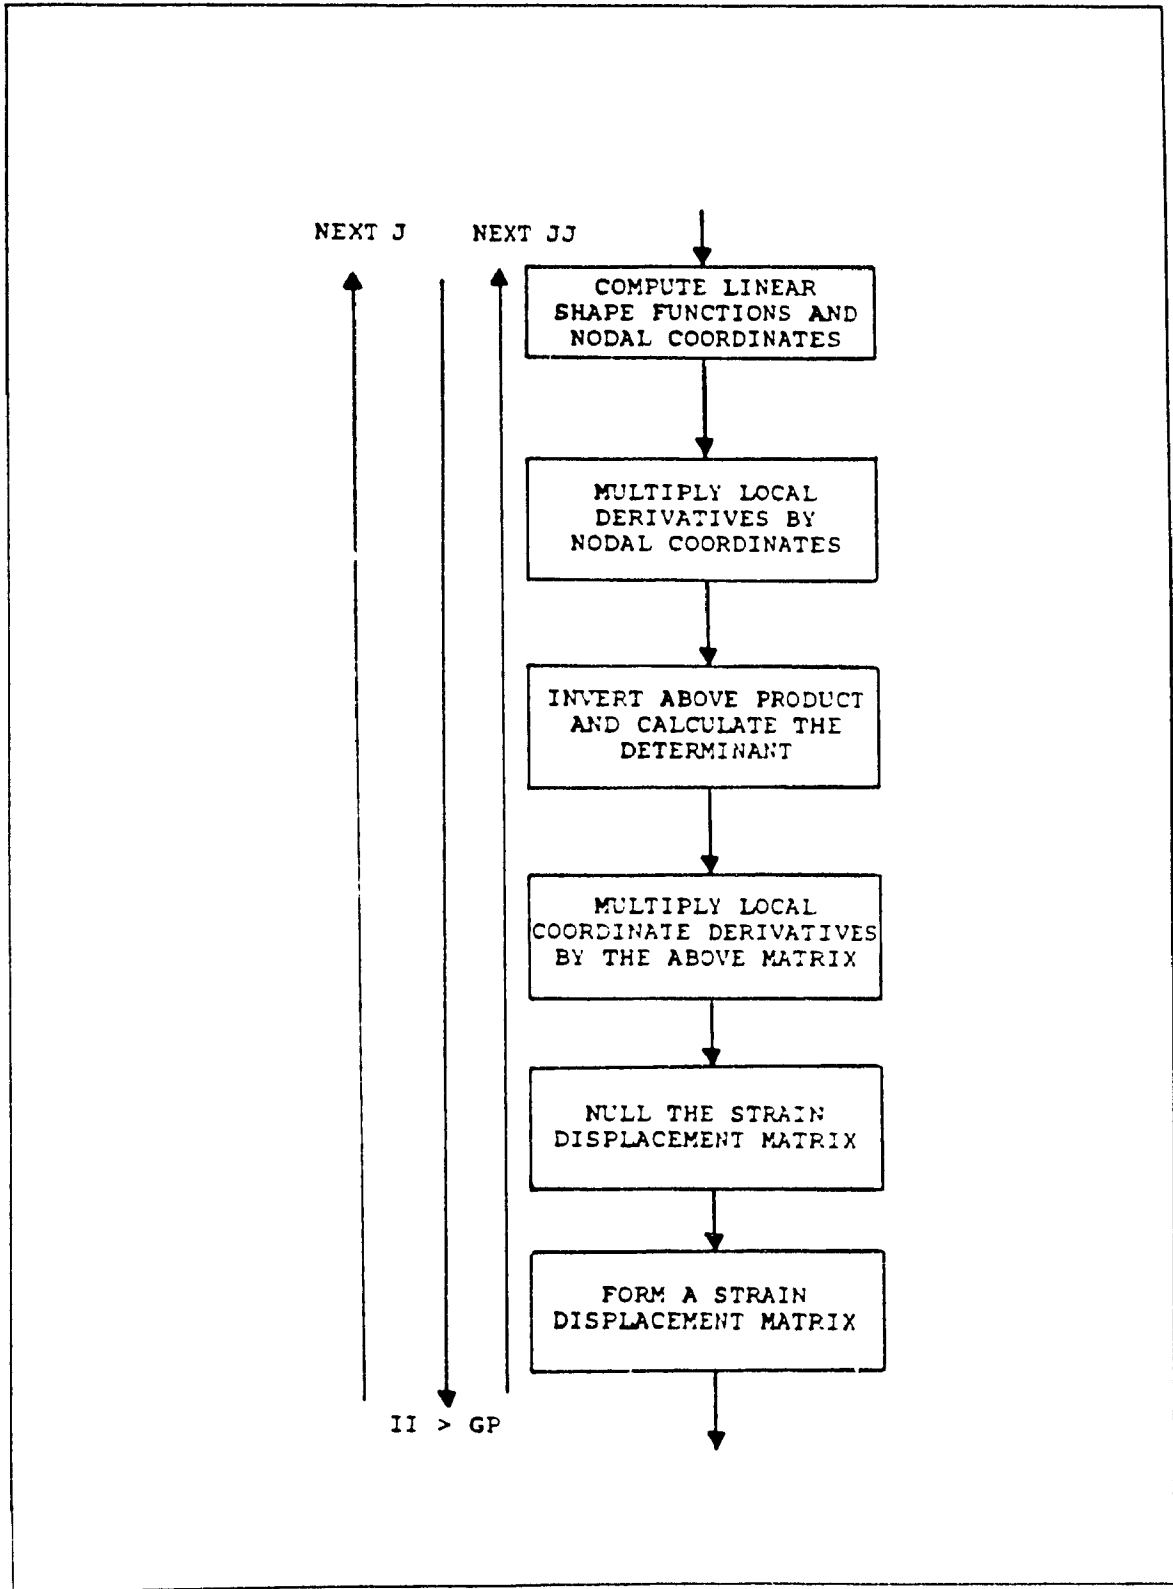 NEXT J
NEXT JJ
COMPUTE LINEAR
SHAPE FUNCTIONS AND
NODAL COORDINATES
MULTIPLY LOCAL
DERIVATIVES BY
NODAL COORDINATES
INVERT ABOVE PRODUCT
AND CALCULATE THE
DETERMINANT
MULTIPLY LOCAL
COORDINATE DERIVATIVES
BY THE ABOVE MATRIX
NULL THE STRAIN
DISPLACEMENT MATRIX
FORM A STRAIN
DISPLACEMENT MATRIX
II > GP